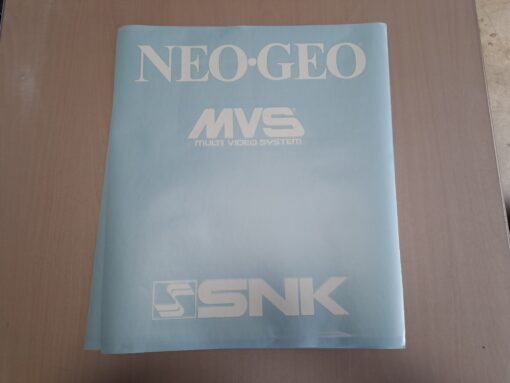 NEO•GEO
MVS
MULTI VIDEO SYSTEM
SNK